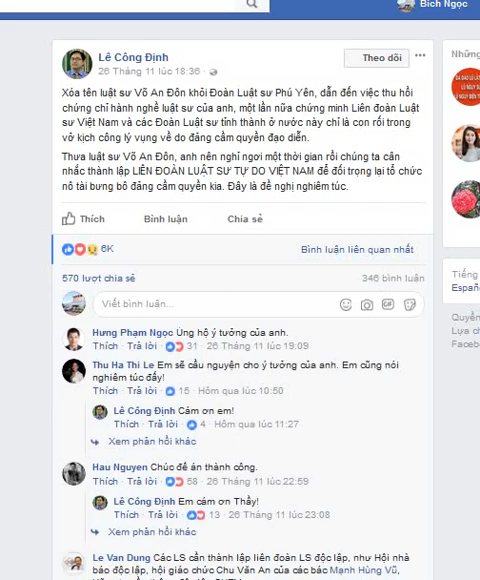 Bích Ngọc
Lê Công Định
26 Tháng 11 lúc 18:36 ·
Theo dõi
Xóa tên luật sư Võ An Đôn khỏi Đoàn Luật sư Phú Yên, dẫn đến việc thu hồi
chứng chỉ hành nghề luật sư của anh, một lần nữa chứng minh Liên đoàn Luật
sư Việt Nam và các Đoàn Luật sư tỉnh thành ở nước này chỉ là con rối trong
vở kịch công lý vụng về do đảng cầm quyền đạo diễn.
Thưa luật sư Võ An Đôn, anh nên nghỉ ngơi một thời gian rồi chúng ta cân
nhắc thành lập LIÊN ĐOÀN LUẬT SƯ TỰ DO VIỆT NAM để đối trọng lại tổ chức
nô tài bưng bô đảng cầm quyền kia. Đây là đề nghị nghiêm túc.
Thích Bình luận Chia sẻ
6K
Bình luận liên quan nhất
570 lượt chia sẻ
346 bình luận
Viết bình luận...
Hưng Phạm Ngọc Ủng hộ ý tưởng của anh.
Thích · Trả lời · 31 · 26 Tháng 11 lúc 19:09
Thu Ha Thi Le Em sẽ cầu nguyện cho ý tưởng của anh. Em cũng nói
nghiêm túc đấy!
Thích · Trả lời · 15 · Hôm qua lúc 10:50
Lê Công Định Cám ơn em!
Thích · Trả lời · 4 · Hôm qua lúc 11:27
Xem phản hồi khác
Hau Nguyen Chúc đề án thành công.
Thích · Trả lời · 58 · 26 Tháng 11 lúc 22:59
Lê Công Định Em cám ơn Thầy!
Thích · Trả lời · 13 · 26 Tháng 11 lúc 23:08
Xem phản hồi khác
Le Van Dung Các LS cần thành lập liên đoàn LS độc lập, như Hội nhà
báo độc lập, hội giáo chức Chu Văn An của các bác Mạnh Hùng Vũ,
Những
Tiếng
Españo
Quyền
Lựa ch
Faceb